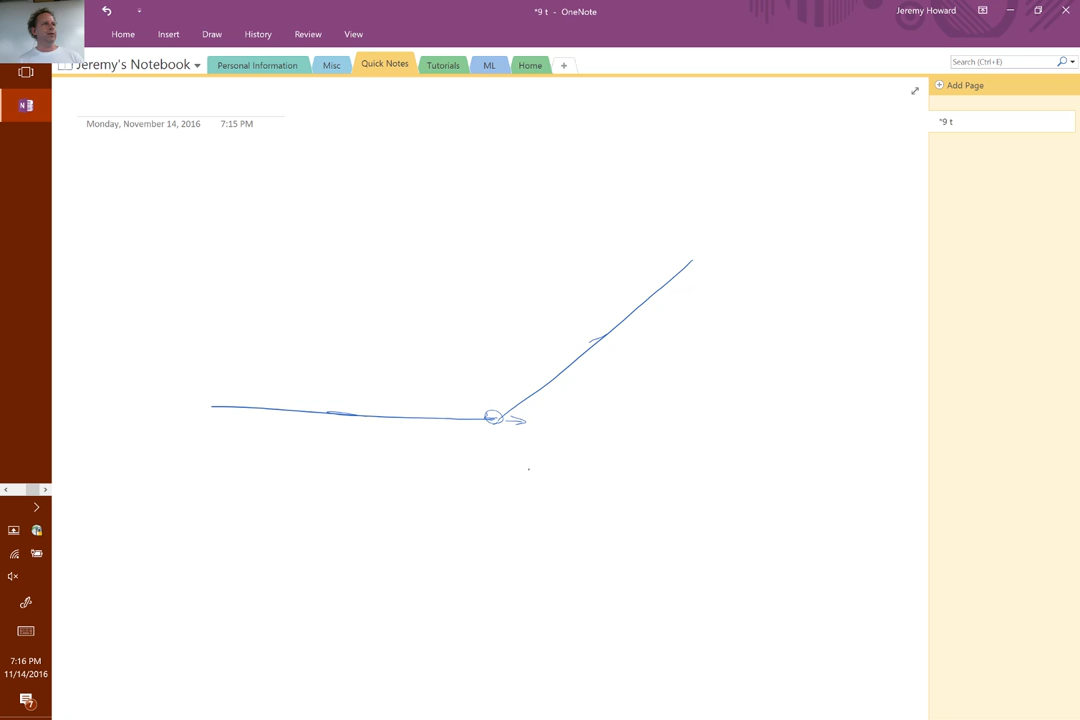 *9 t - OneNote
Jeremy Howard
Home Insert Draw History Review View
Jeremy's Notebook
Personal Information Misc Quick Notes Tutorials ML Home
Search (Ctrl+E)
Add Page
Monday, November 14, 2016 7:15 PM
*9 t
7:16 PM
11/14/2016
7